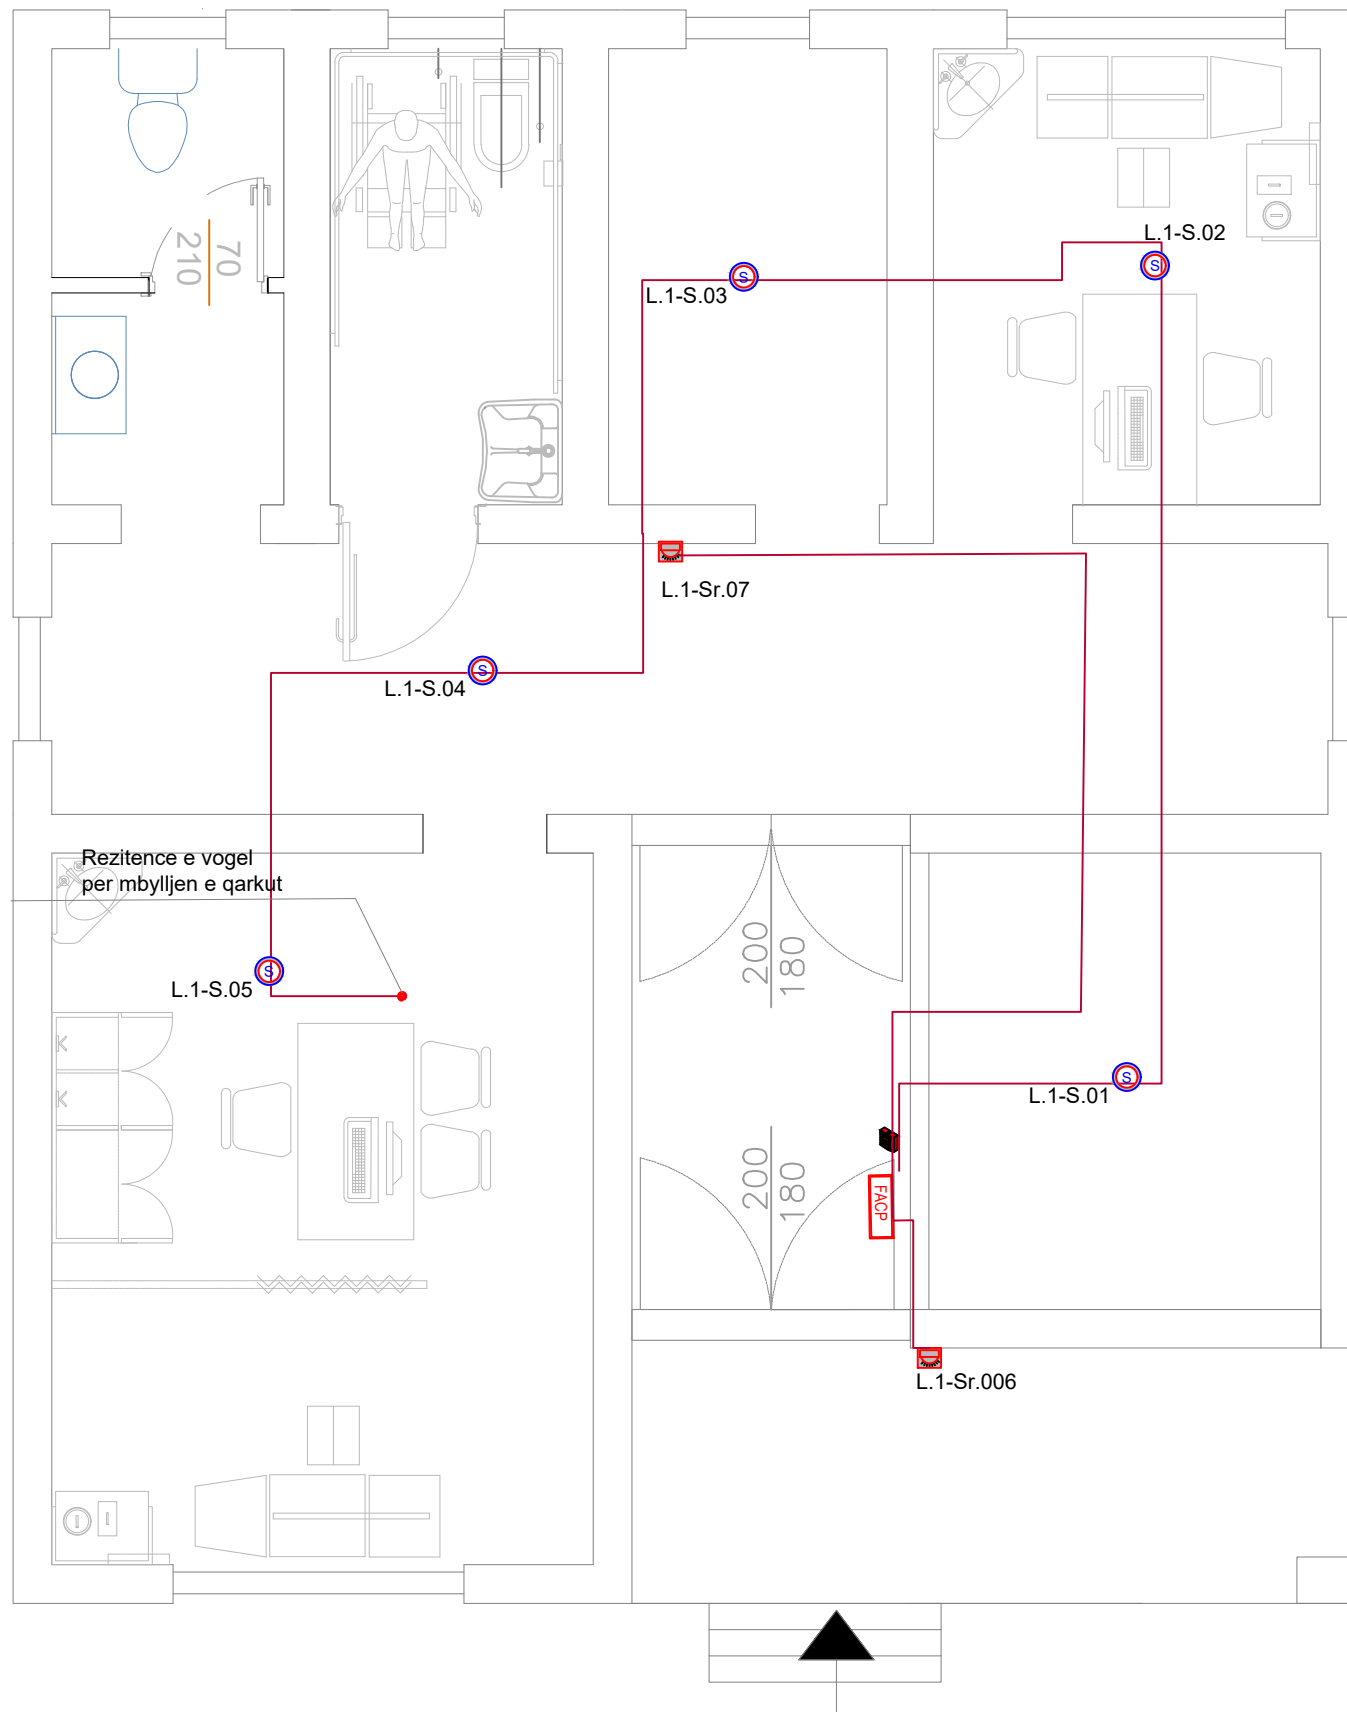 70
210
L.1-S.02
L.1-S.03
S
S
L.1-Sr.07
L.1-S.04
S
Rezitence e vogel
per mbylljen e qarkut
L.1-S.05
S
200
180
L.1-S.01
S
200
180
FACP
L.1-Sr.006